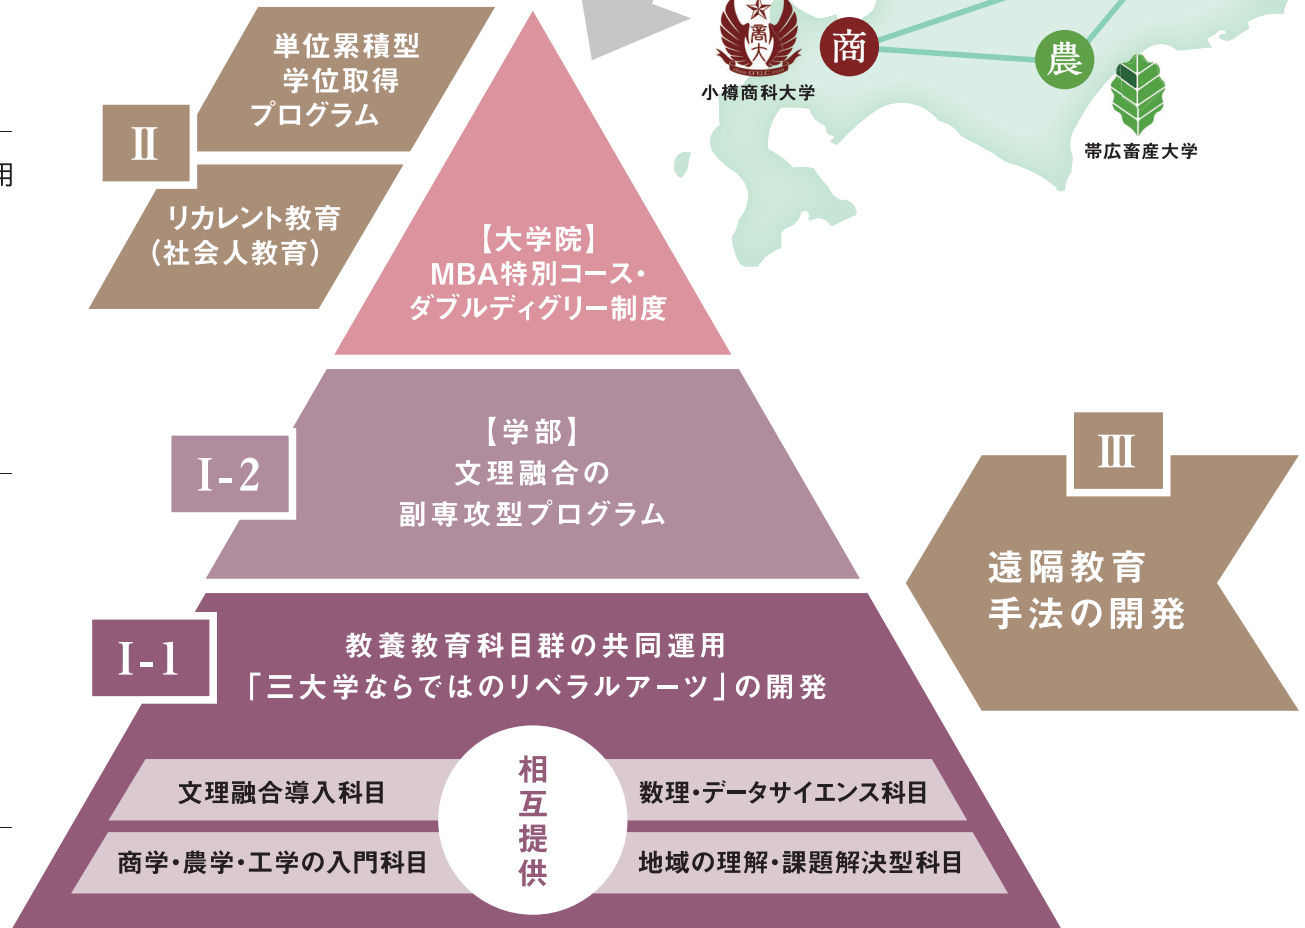 単位累積型
学位取得
プログラム
II
リカレント教育
（社会人教育）
商大
商
農
小樽商科大学
帯広畜産大学
用
【大学院】
MBA特別コース・
ダブルディグリー制度
I-2
【学部】
文理融合の
副専攻型プログラム
III
遠隔教育
手法の開発
I-1
教養教育科目群の共同運用
「三大学ならではのリベラルアーツ」の開発
相互提供
文理融合導入科目
数理・データサイエンス科目
商学・農学・工学の入門科目
地域の理解・課題解決型科目